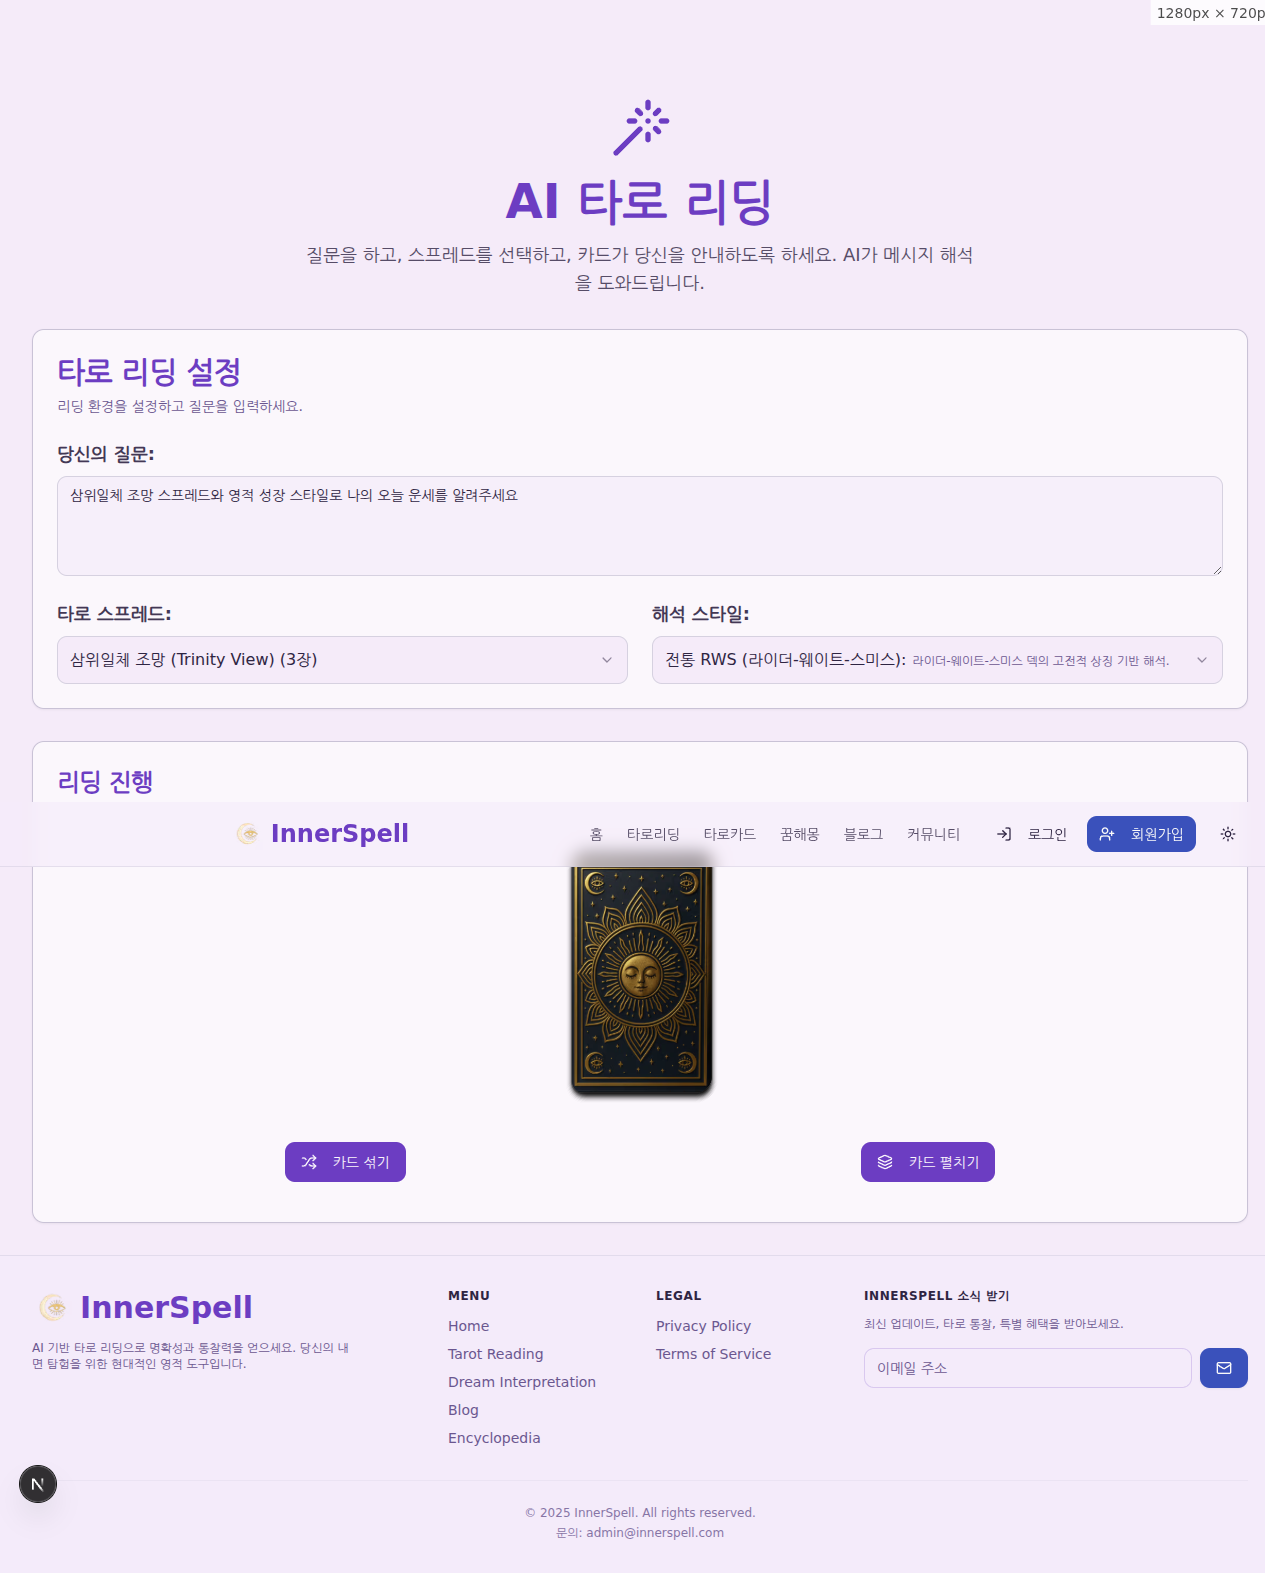 1280px × 720p
AI 타로 리딩
질문을 하고, 스프레드를 선택하고, 카드가 당신을 안내하도록 하세요. AI가 메시지 해석
을 도와드립니다.
타로 리딩 설정
리딩 환경을 설정하고 질문을 입력하세요.
당신의 질문:
삼위일체 조망 스프레드와 영적 성장 스타일로 나의 오늘 운세를 알려주세요
타로 스프레드:
삼위일체 조망 (Trinity View) (3장)
해석 스타일:
전통 RWS (라이더-웨이트-스미스): 라이더-웨이트-스미스 덱의 고전적 상징 기반 해석.
리딩 진행
InnerSpell
홈 타로리딩 타로카드 꿈해몽 블로그 커뮤니티 로그인 회원가입
카드 섞기
카드 펼치기
InnerSpell
AI 기반 타로 리딩으로 명확성과 통찰력을 얻으세요. 당신의 내
면 탐험을 위한 현대적인 영적 도구입니다.
MENU
Home
Tarot Reading
Dream Interpretation
Blog
Encyclopedia
LEGAL
Privacy Policy
Terms of Service
INNERSPELL 소식 받기
최신 업데이트, 타로 통찰, 특별 혜택을 받아보세요.
이메일 주소
N
© 2025 InnerSpell. All rights reserved.
문의: admin@innerspell.com